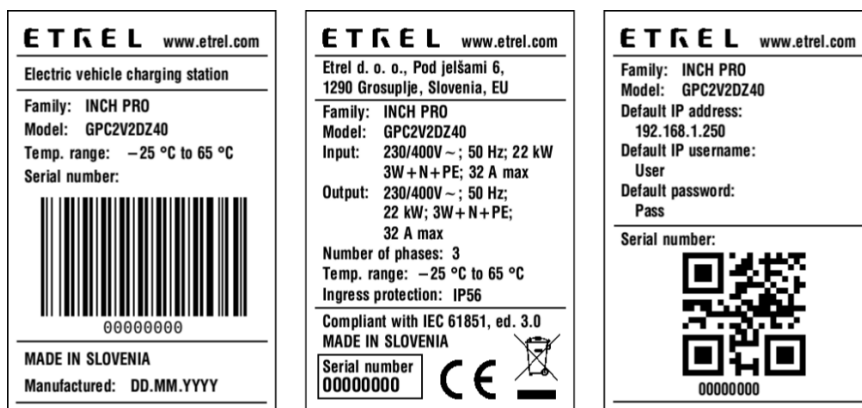 ETREL www.etrel.com
Electric vehicle charging station
Family: INCH PRO
Model: GPC2V2DZ40
Temp. range: −25 °C to 65 °C
Serial number:
00000000
MADE IN SLOVENIA
Manufactured: DD.MM.YYYY
ETREL www.etrel.com
Etrel d. o. o., Pod jelšami 6,
1290 Grosuplje, Slovenia, EU
Family: INCH PRO
Model: GPC2V2DZ40
Input: 230/400V ~; 50 Hz; 22 kW
3W+N+PE; 32 A max
Output: 230/400V ~; 50 Hz;
22 kW; 3W+N+PE;
32 A max
Number of phases: 3
Temp. range: −25 °C to 65 °C
Ingress protection: IP56
Compliant with IEC 61851, ed. 3.0
MADE IN SLOVENIA
Serial number
00000000
CE
ETREL www.etrel.com
Family: INCH PRO
Model: GPC2V2DZ40
Default IP address:
192.168.1.250
Default IP username:
User
Default password:
Pass
Serial number:
00000000